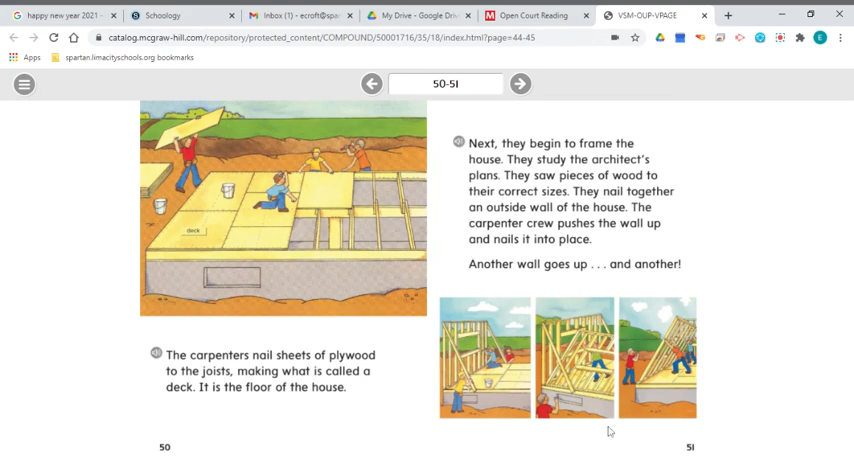 happy new year 2021 -
Schoology
Inbox (1) - ecroft@spar
My Drive - Google Driv
Open Court Reading
VSM-OUP-VPAGE
catalog.mcgraw-hill.com/repository/protected_content/COMPOUND/50001716/35/18/index.html?page=44-45
Apps
spartan.limacityschools.org bookmarks
50-51
deck
The carpenters nail sheets of plywood
to the joists, making what is called a
deck. It is the floor of the house.
50
Next, they begin to frame the
house. They study the architect's
plans. They saw pieces of wood to
their correct sizes. They nail together
an outside wall of the house. The
carpenter crew pushes the wall up
and nails it into place.
Another wall goes up . . . and another!
51